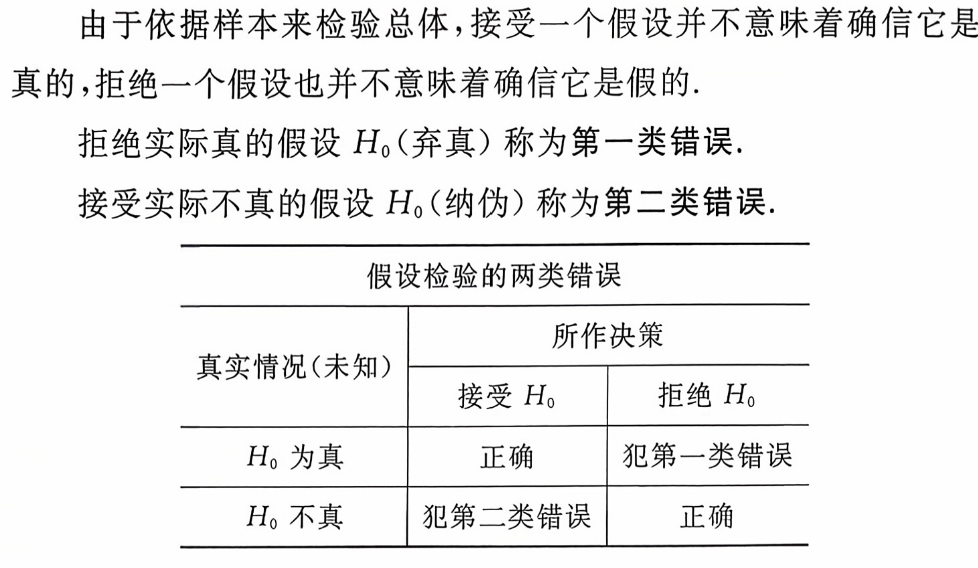 由于依据样本来检验总体,接受一个假设并不意味着确信它是
真的,拒绝一个假设也并不意味着确信它是假的.
拒绝实际真的假设 H₀(弃真) 称为第一类错误.
接受实际不真的假设 H₀(纳伪) 称为第二类错误.
假设检验的两类错误
真实情况(未知)
所作决策
接受 H₀
拒绝 H₀
H₀ 为真
正确
犯第一类错误
H₀ 不真
犯第二类错误
正确